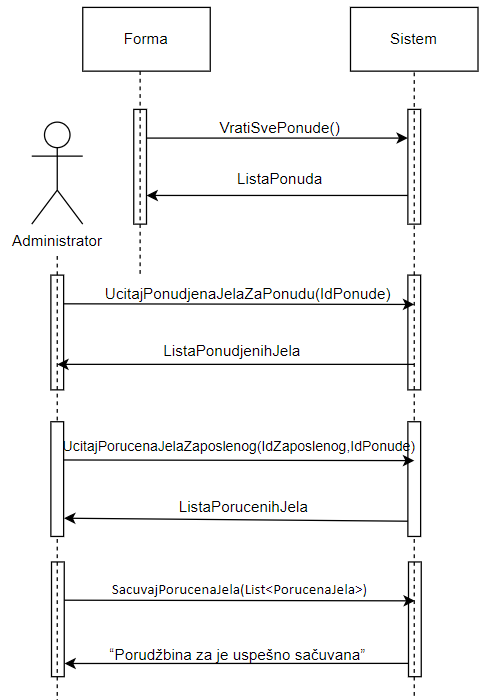 Forma
Sistem
VratiSvePonude()
ListaPonuda
Administrator
UcitajPonudjenaJelaZaPonudu(IdPonude)
ListaPonudjenihJela
UcitajPorucenaJelaZaposlenog(IdZaposlenog,IdPonude)
ListaPorucenihJela
SacuvajPorucenaJela(List<PorucenaJela>)
“Porudžbina za je uspešno sačuvana”